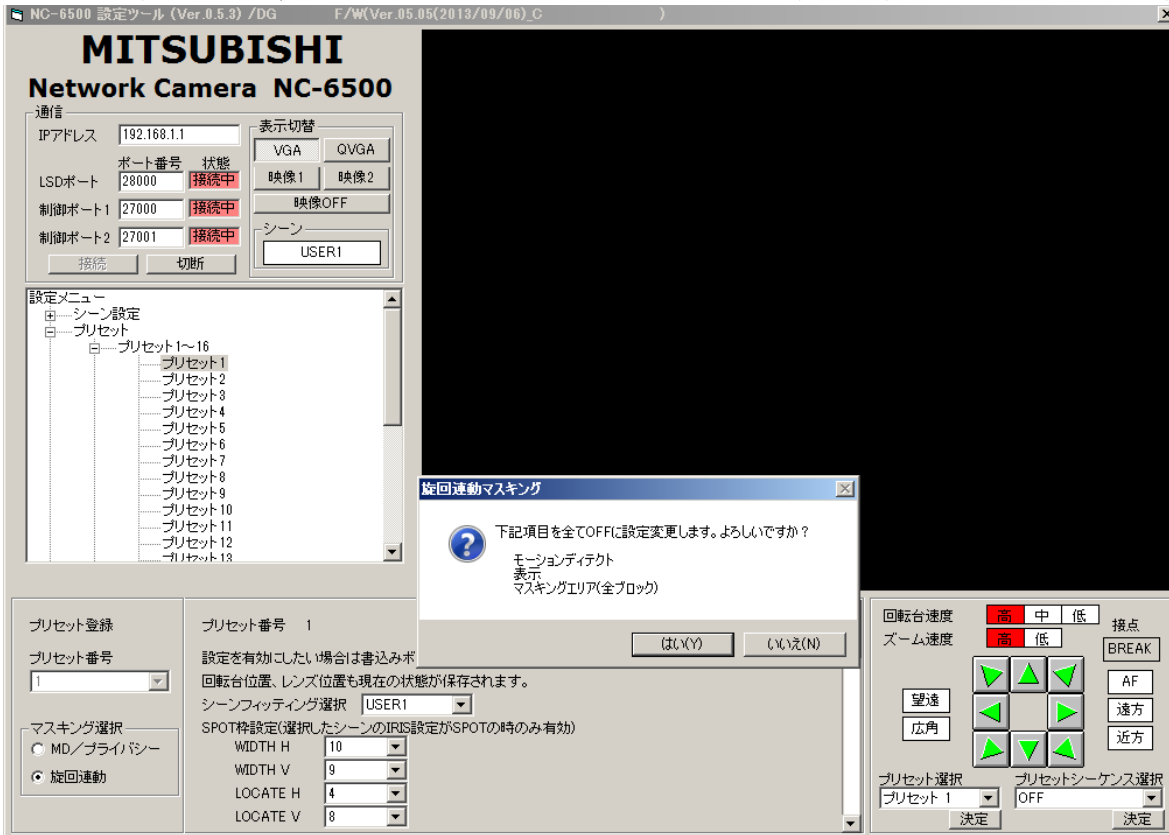 NC-6500 設定ツール (Ver.0.5.3) /DG F/W(Ver.05.05(2013/09/06)_C )
MITSUBISHI
Network Camera NC-6500
通信
IPアドレス 192.168.1.1
ポート番号 状態
LSDポート 28000 接続中
制御ポート1 27000 接続中
制御ポート2 27001 接続中
接続 切断
表示切替
VGA QVGA
映像1 映像2
映像OFF
シーン
USER1
設定メニュー
シーン設定
プリセット
プリセット1～16
プリセット1
プリセット2
プリセット3
プリセット4
プリセット5
プリセット6
プリセット7
プリセット8
プリセット9
プリセット10
プリセット11
プリセット12
プリセット13
旋回連動マスキング
下記項目を全てOFFに設定変更します。よろしいですか？
モーションディテクト
表示
マスキングエリア(全ブロック)
はい(Y) いいえ(N)
プリセット登録
プリセット番号
1
マスキング選択
MD／プライバシー
旋回連動
プリセット番号 1
設定を有効にしたい場合は書込みボ
回転台位置、レンズ位置も現在の状態が保存されます。
シーンフィッティング選択 USER1
SPOT枠設定(選択したシーンのIRIS設定がSPOTの時のみ有効)
WIDTH H 10
WIDTH V 9
LOCATE H 4
LOCATE V 8
回転台速度 高 中 低
ズーム速度 高 低
接点
BREAK
AF
遠方
近方
望遠
広角
プリセット選択 プリセットシーケンス選択
プリセット 1 OFF
決定 決定